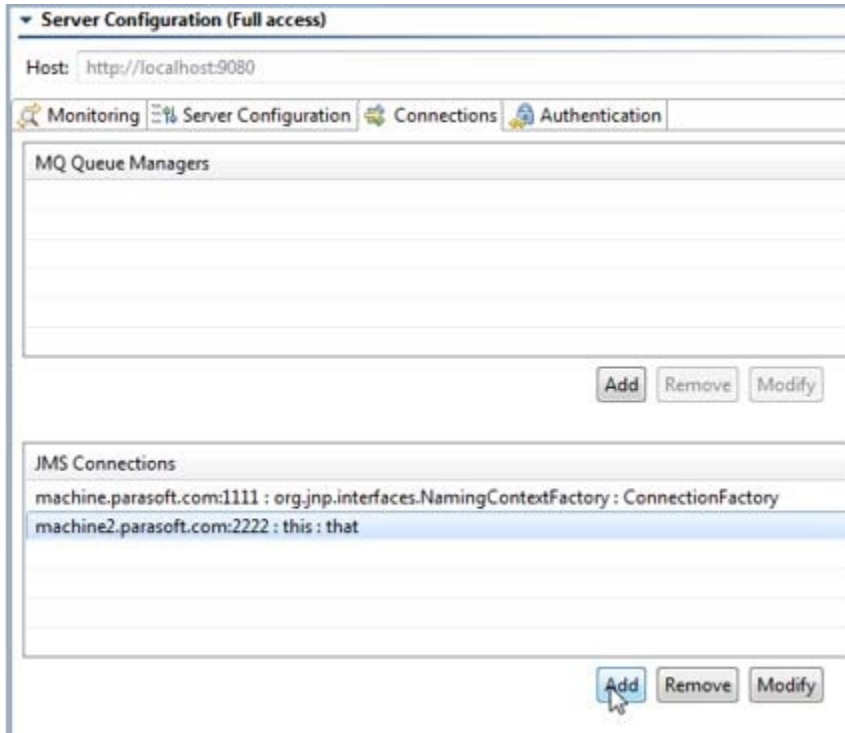 Server Configuration (Full access)
Host: http://localhost:9080
Monitoring Server Configuration Connections Authentication
MQ Queue Managers
Add Remove Modify
JMS Connections
machine.parasoft.com:1111 : org.jnp.interfaces.NamingContextFactory : ConnectionFactory
machine2.parasoft.com:2222 : this : that
Add Remove Modify